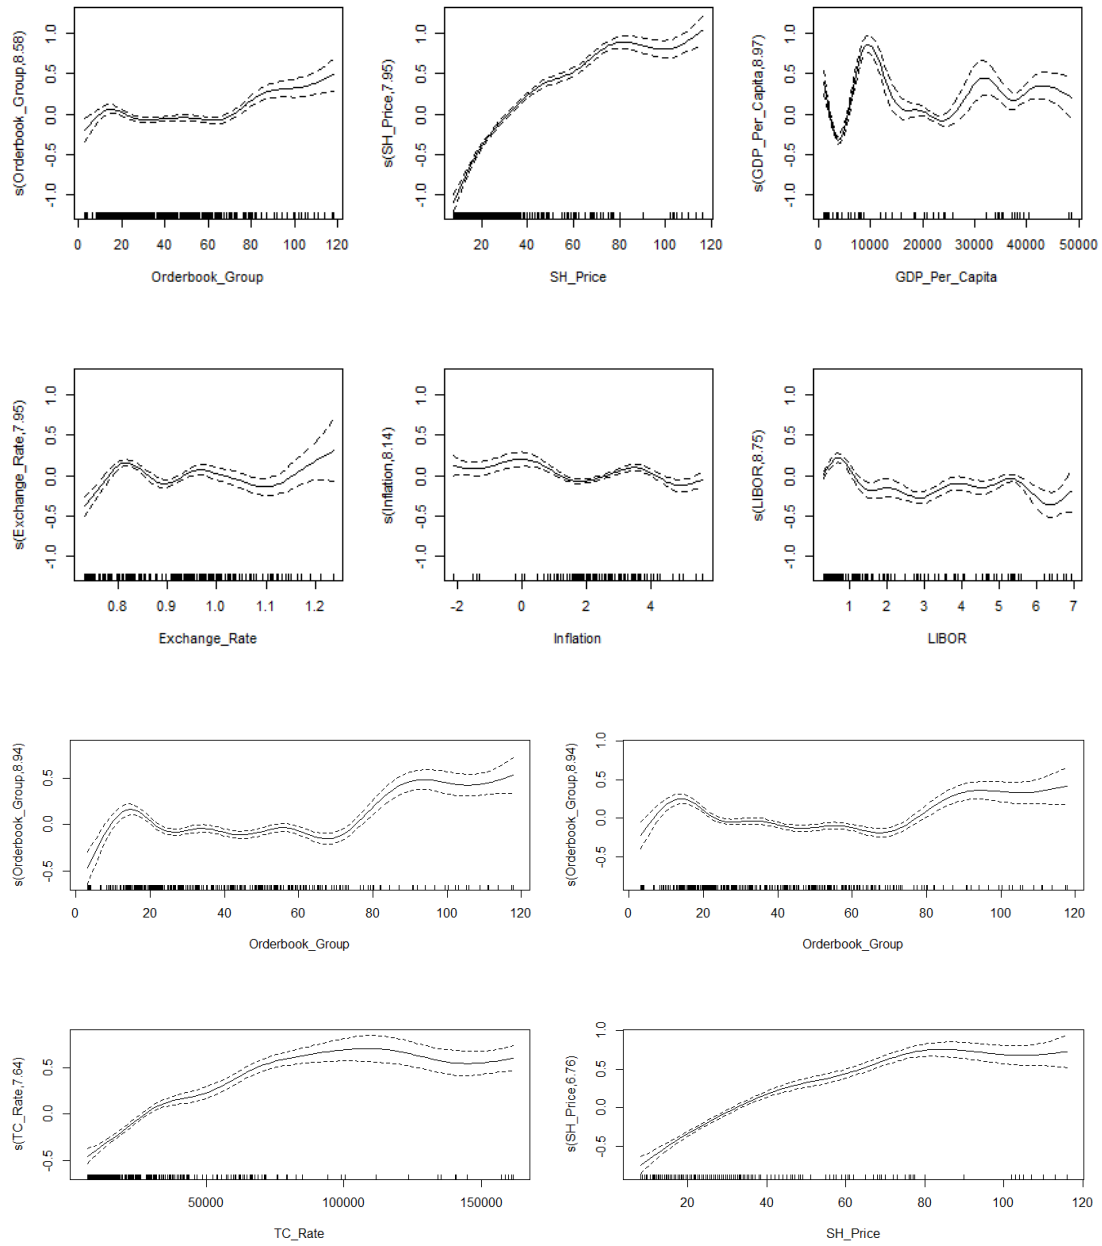 s(Orderbook_Group,8.58)
1.0
0.5
0.0
-0.5
-1.0
0 20 40 60 80 100 120
Orderbook_Group
s(SH_Price,7.95)
1.0
0.5
0.0
-0.5
-1.0
20 40 60 80 100 120
SH_Price
s(GDP_Per_Capita,8.97)
1.0
0.5
0.0
-0.5
-1.0
0 10000 20000 30000 40000 50000
GDP_Per_Capita
s(Exchange_Rate,7.95)
1.0
0.5
0.0
-0.5
-1.0
0.8 0.9 1.0 1.1 1.2
Exchange_Rate
s(Inflation,8.14)
1.0
0.5
0.0
-0.5
-1.0
-2 0 2 4
Inflation
s(LIBOR,8.75)
1.0
0.5
0.0
-0.5
-1.0
1 2 3 4 5 6 7
LIBOR
s(Orderbook_Group,8.94)
0.5
0.0
-0.5
0 20 40 60 80 100 120
Orderbook_Group
s(Orderbook_Group,8.94)
1.0
0.5
0.0
-0.5
0 20 40 60 80 100 120
Orderbook_Group
s(TC_Rate,7.64)
0.5
0.0
-0.5
50000 100000 150000
TC_Rate
s(SH_Price,6.76)
1.0
0.5
0.0
-0.5
20 40 60 80 100 120
SH_Price